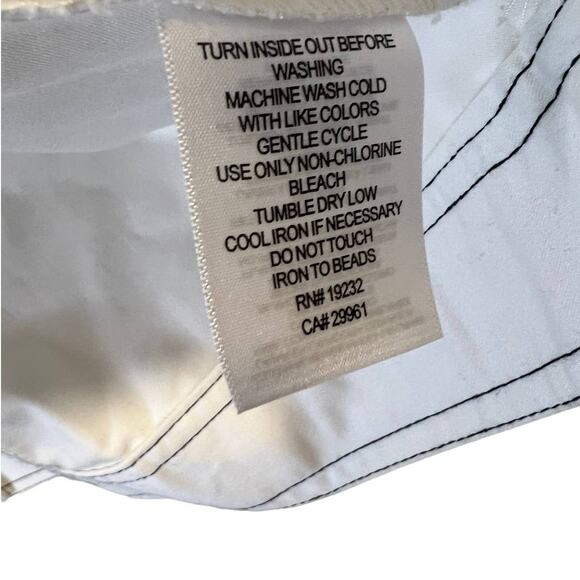 TURN INSIDE OUT BEFORE
WASHING
MACHINE WASH COLD
WITH LIKE COLORS
GENTLE CYCLE
USE ONLY NON-CHLORINE
BLEACH
TUMBLE DRY LOW
COOL IRON IF NECESSARY
DO NOT TOUCH
IRON TO BEADS
RN# 19232
CA# 29961